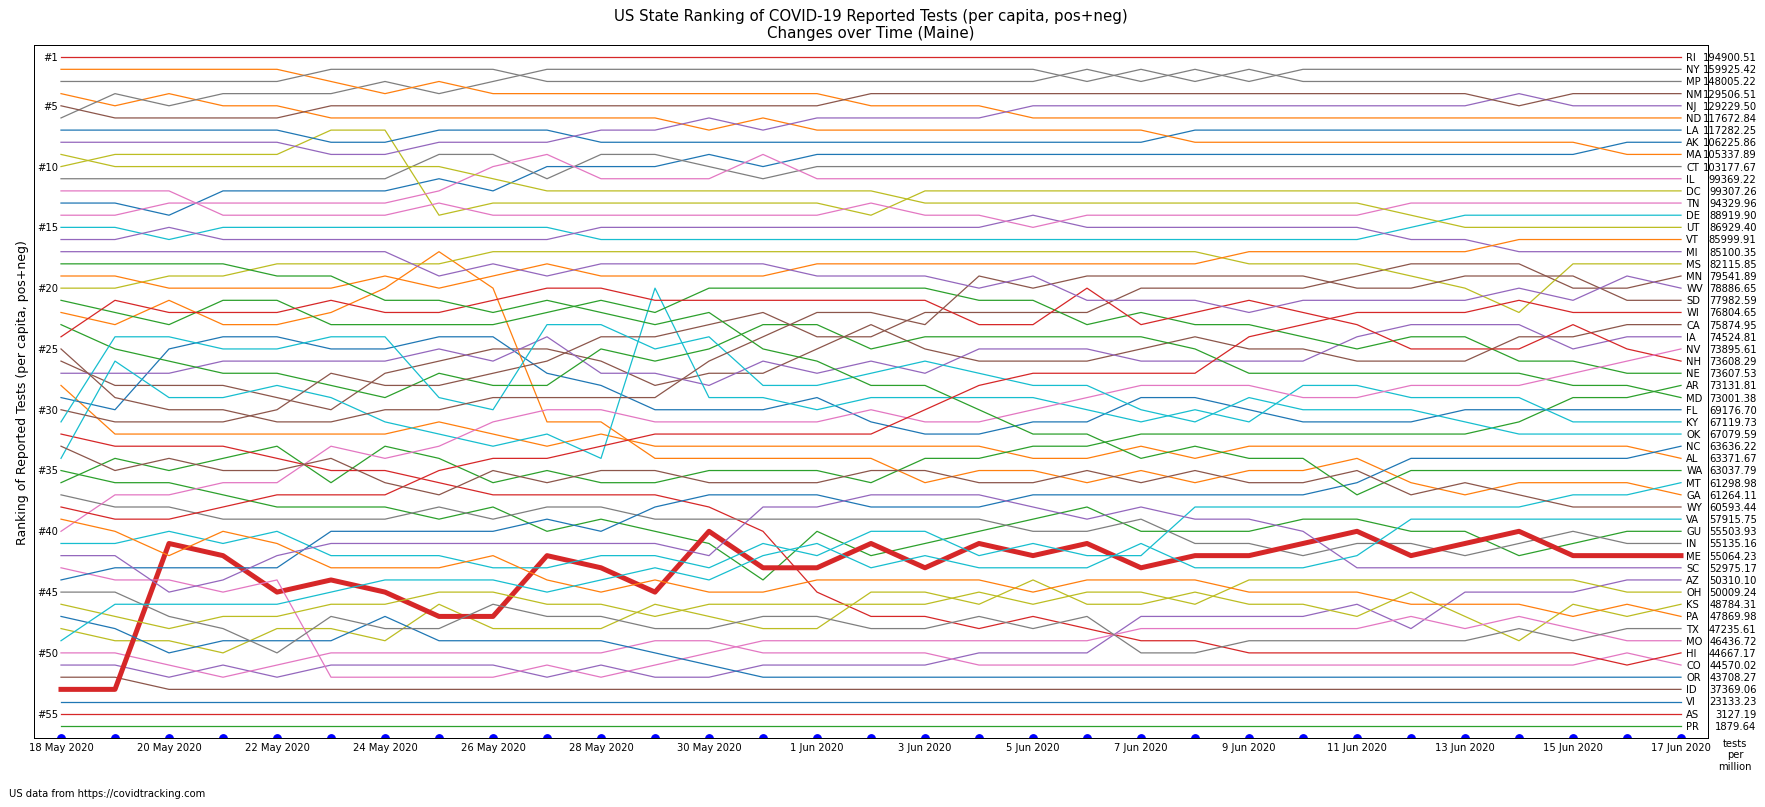 US State Ranking of COVID-19 Reported Tests (per capita, pos+neg)
Changes over Time (Maine)
Ranking of Reported Tests (per capita, pos+neg)
#1
#5
#10
#15
#20
#25
#30
#35
#40
#45
#50
#55
RI 194900.51
NY 159925.42
MP 148005.22
NM 129506.51
NJ 129229.50
ND 117672.84
LA 117282.25
AK 106225.86
MA 105337.89
CT 103177.67
IL 99369.22
DC 99307.26
TN 94329.96
DE 88919.90
UT 86929.40
VT 85999.91
MI 85100.35
MS 82115.85
MN 79541.89
WV 78886.65
SD 77982.59
WI 76804.65
CA 75874.95
IA 74524.81
NV 73895.61
NH 73608.29
NE 73607.53
AR 73131.81
MD 73001.38
FL 69176.70
KY 67119.73
OK 67079.59
NC 63636.22
AL 63371.67
WA 63037.79
MT 61298.98
GA 61264.11
WY 60593.44
VA 57915.75
GU 55503.93
IN 55135.16
ME 55064.23
SC 52975.17
AZ 50310.10
OH 50009.24
KS 48784.31
PA 47869.98
TX 47235.61
MO 46436.72
HI 44667.17
CO 44570.02
OR 43708.27
ID 37369.06
VI 23133.23
AS 3127.19
PR 1879.64
18 May 2020 20 May 2020 22 May 2020 24 May 2020 26 May 2020 28 May 2020 30 May 2020 1 Jun 2020 3 Jun 2020 5 Jun 2020 7 Jun 2020 9 Jun 2020 11 Jun 2020 13 Jun 2020 15 Jun 2020 17 Jun 2020
tests
per
million
US data from https://covidtracking.com